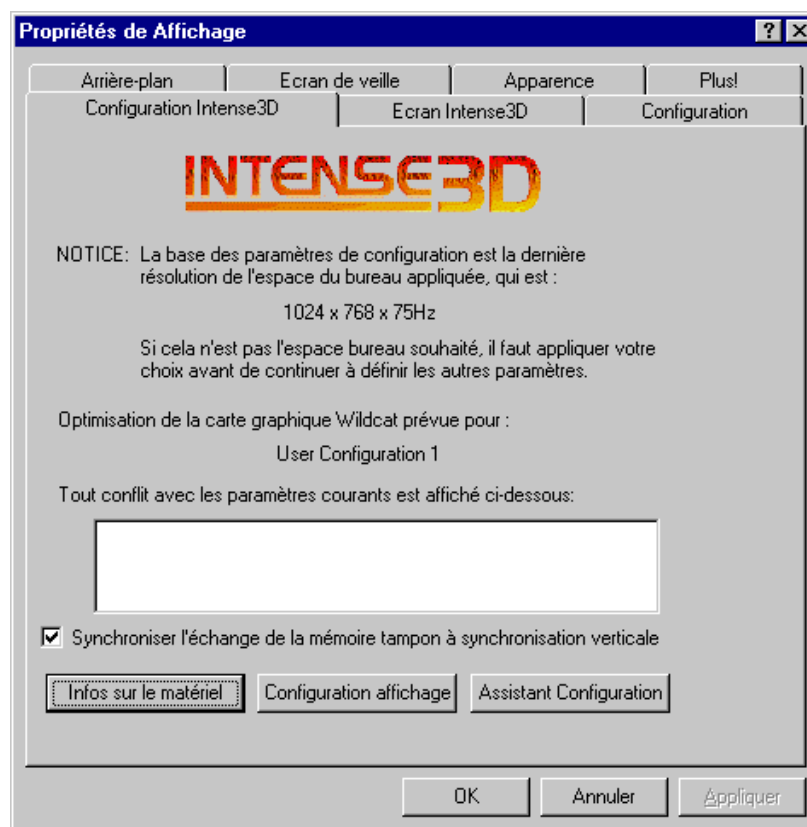 Propriétés de Affichage
Arrière-plan
Ecran de veille
Apparence
Plus!
Configuration Intense3D
Ecran Intense3D
Configuration
INTENSE3D
NOTICE: La base des paramètres de configuration est la dernière
résolution de l'espace du bureau appliquée, qui est :
1024 x 768 x 75Hz
Si cela n'est pas l'espace bureau souhaité, il faut appliquer votre
choix avant de continuer à définir les autres paramètres.
Optimisation de la carte graphique Wildcat prévue pour :
User Configuration 1
Tout conflit avec les paramètres courants est affiché ci-dessous:
Synchroniser l'échange de la mémoire tampon à synchronisation verticale
Infos sur le matériel
Configuration affichage
Assistant Configuration
OK
Annuler
Appliquer